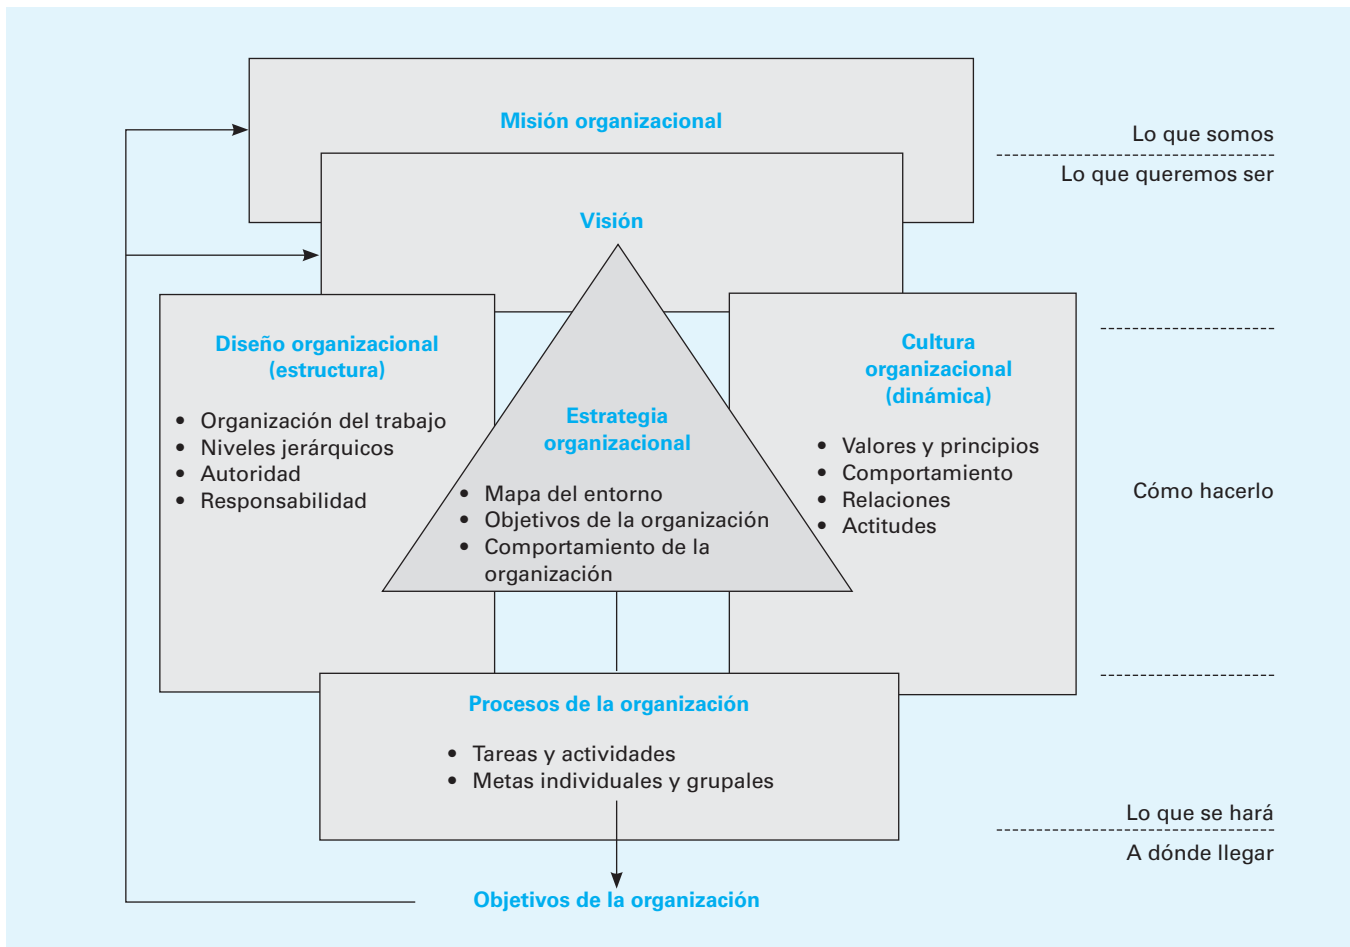 Misión organizacional
Lo que somos
Lo que queremos ser
Visión
Diseño organizacional
(estructura)
• Organización del trabajo
• Niveles jerárquicos
• Autoridad
• Responsabilidad
Estrategia
organizacional
• Mapa del entorno
• Objetivos de la organización
• Comportamiento de la
organización
Cultura
organizacional
(dinámica)
• Valores y principios
• Comportamiento
• Relaciones
• Actitudes
Cómo hacerlo
Procesos de la organización
• Tareas y actividades
• Metas individuales y grupales
Lo que se hará
A dónde llegar
Objetivos de la organización